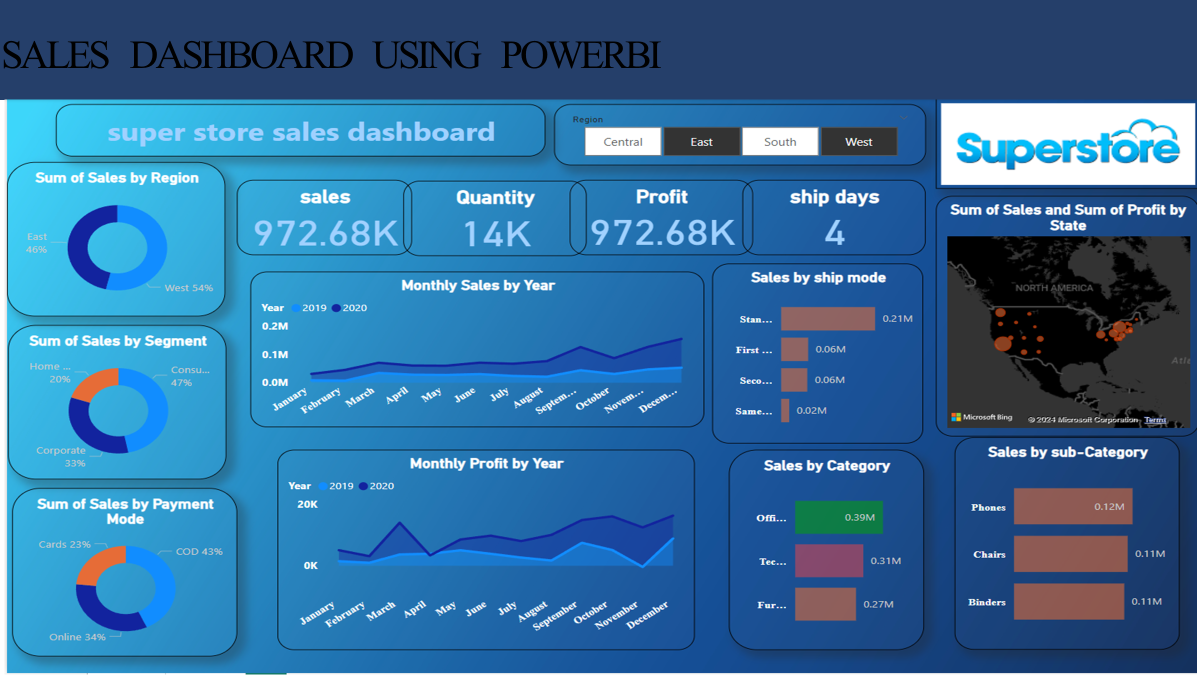 SALES DASHBOARD USING POWERBI
super store sales dashboard
Region
Central East South West
Superstore
Sum of Sales by Region
East
46%
West 54%
sales
972.68K
Quantity
14K
Profit
972.68K
ship days
4
Sum of Sales and Sum of Profit by
State
NORTH AMERICA
Atl
Microsoft Bing
© 2024 Microsoft Corporation Terms
Monthly Sales by Year
Year 2019 2020
0.2M
0.1M
0.0M
January
February
March
April
May
June
July
August
Septem...
October
Novem...
Decem...
Sales by ship mode
Stan... 0.21M
First ... 0.06M
Seco... 0.06M
Same... 0.02M
Sum of Sales by Segment
Home ...
20%
Consu...
47%
Corporate
33%
Monthly Profit by Year
Year 2019 2020
20K
0K
January
February
March
April
May
June
July
August
September
October
November
December
Sales by Category
Offi... 0.39M
Tec... 0.31M
Fur... 0.27M
Sales by sub-Category
Phones 0.12M
Chairs 0.11M
Binders 0.11M
Sum of Sales by Payment
Mode
Cards 23%
COD 43%
Online 34%